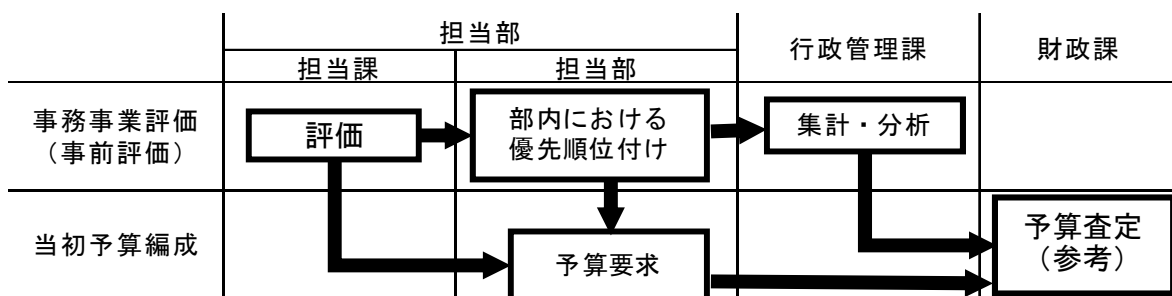 担当部
行政管理課
財政課
担当課
担当部
事務事業評価
（事前評価）
評価
部内における
優先順位付け
集計・分析
当初予算編成
予算要求
予算査定
（参考）